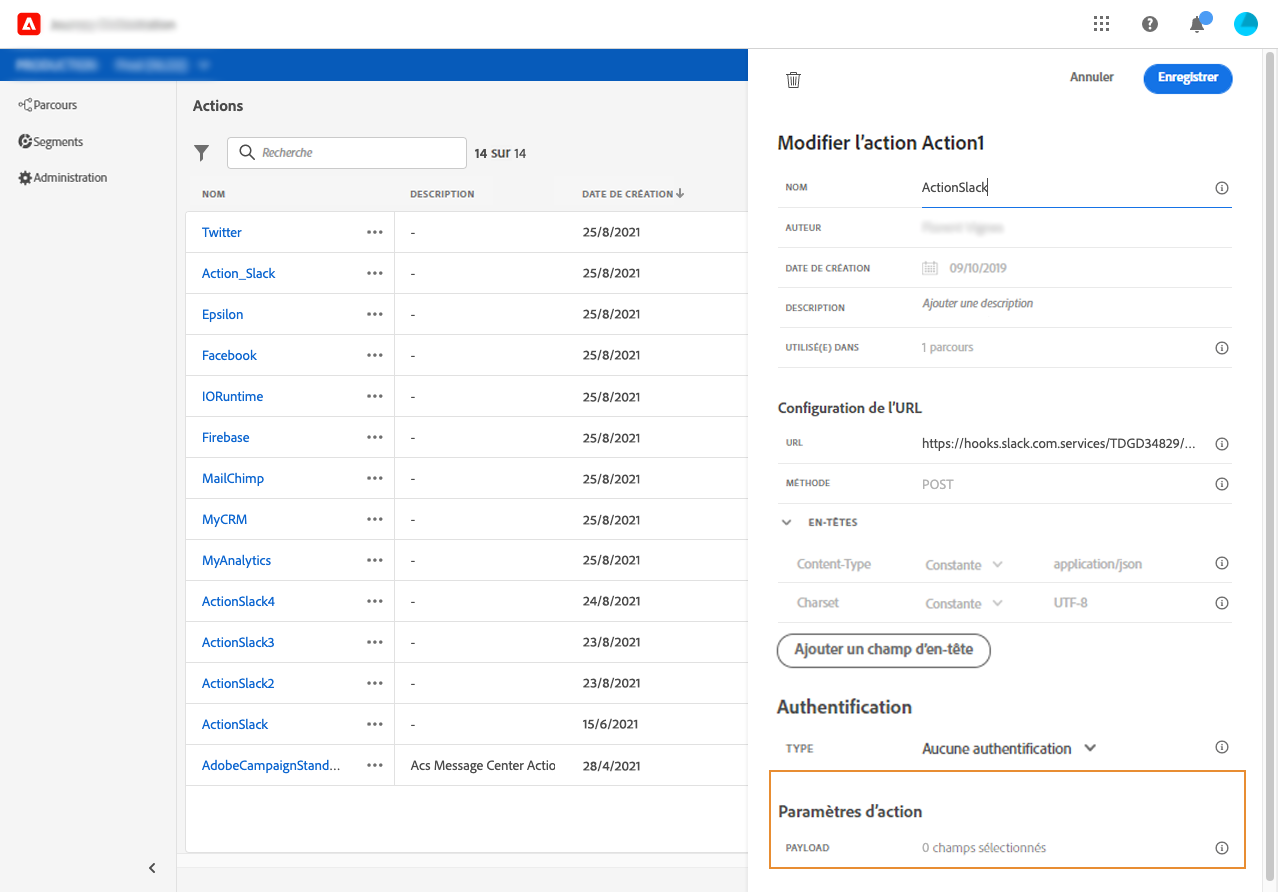 Actions
Parcours
Segments
Administration
Recherche
14 sur 14
NOM DESCRIPTION DATE DE CRÉATION
Twitter - 25/8/2021
Action_Slack - 25/8/2021
Epsilon - 25/8/2021
Facebook - 25/8/2021
IORuntime - 25/8/2021
Firebase - 25/8/2021
MailChimp - 25/8/2021
MyCRM - 25/8/2021
MyAnalytics - 25/8/2021
ActionSlack4 - 24/8/2021
ActionSlack3 - 23/8/2021
ActionSlack2 - 23/8/2021
ActionSlack - 15/6/2021
AdobeCampaignStand... Acs Message Center Actio 28/4/2021
Annuler Enregistrer
Modifier l’action Action1
NOM ActionSlack
AUTEUR
DATE DE CRÉATION 09/10/2019
DESCRIPTION Ajouter une description
UTILISÉ(E) DANS 1 parcours
Configuration de l’URL
URL https://hooks.slack.com.services/TDGD34829/...
MÉTHODE POST
EN-TÊTES
Content-Type Constante application/json
Charset Constante UTF-8
Ajouter un champ d’en-tête
Authentification
TYPE Aucune authentification
Paramètres d’action
PAYLOAD 0 champs sélectionnés